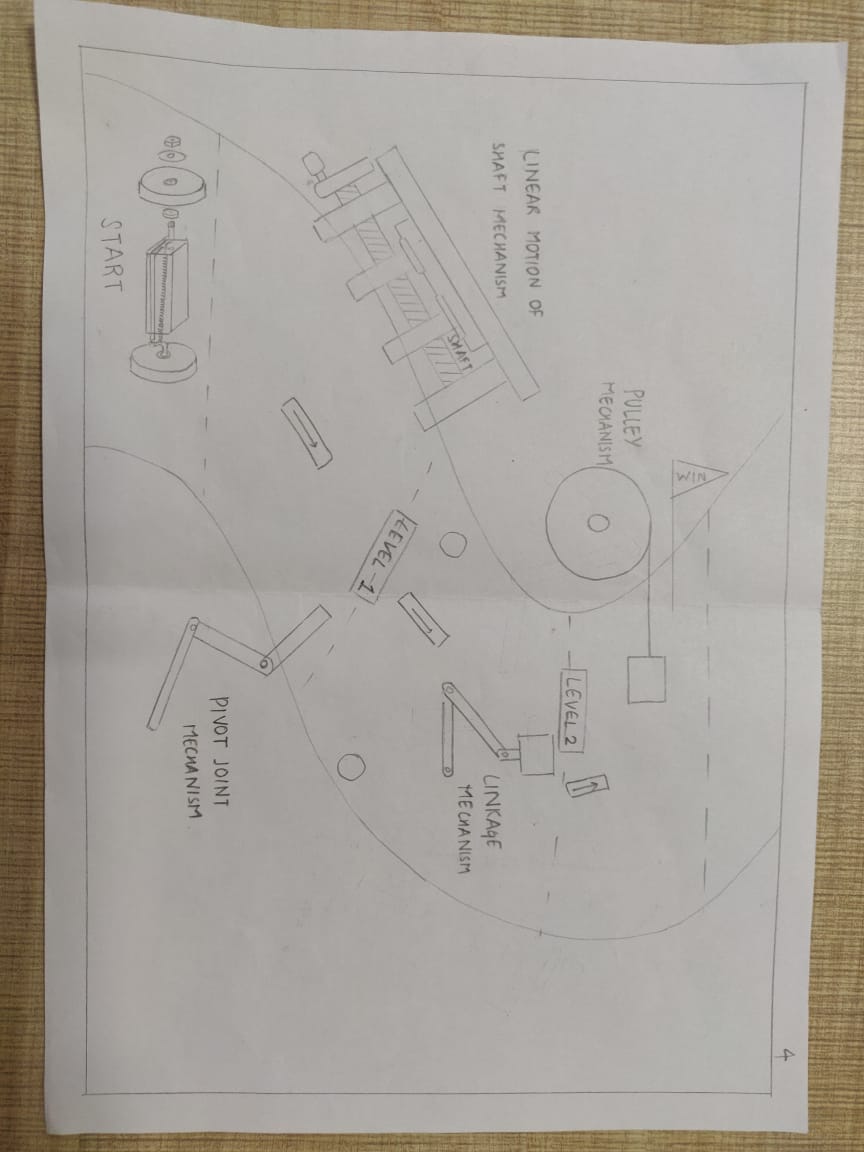 4
WIN
PULLEY
MECHANISM
LEVEL 2
LINEAR MOTION OF
SHAFT MECHANISM
SHAFT
LINKAGE
MECHANISM
LEVEL-1
PIVOT JOINT
MECHANISM
START